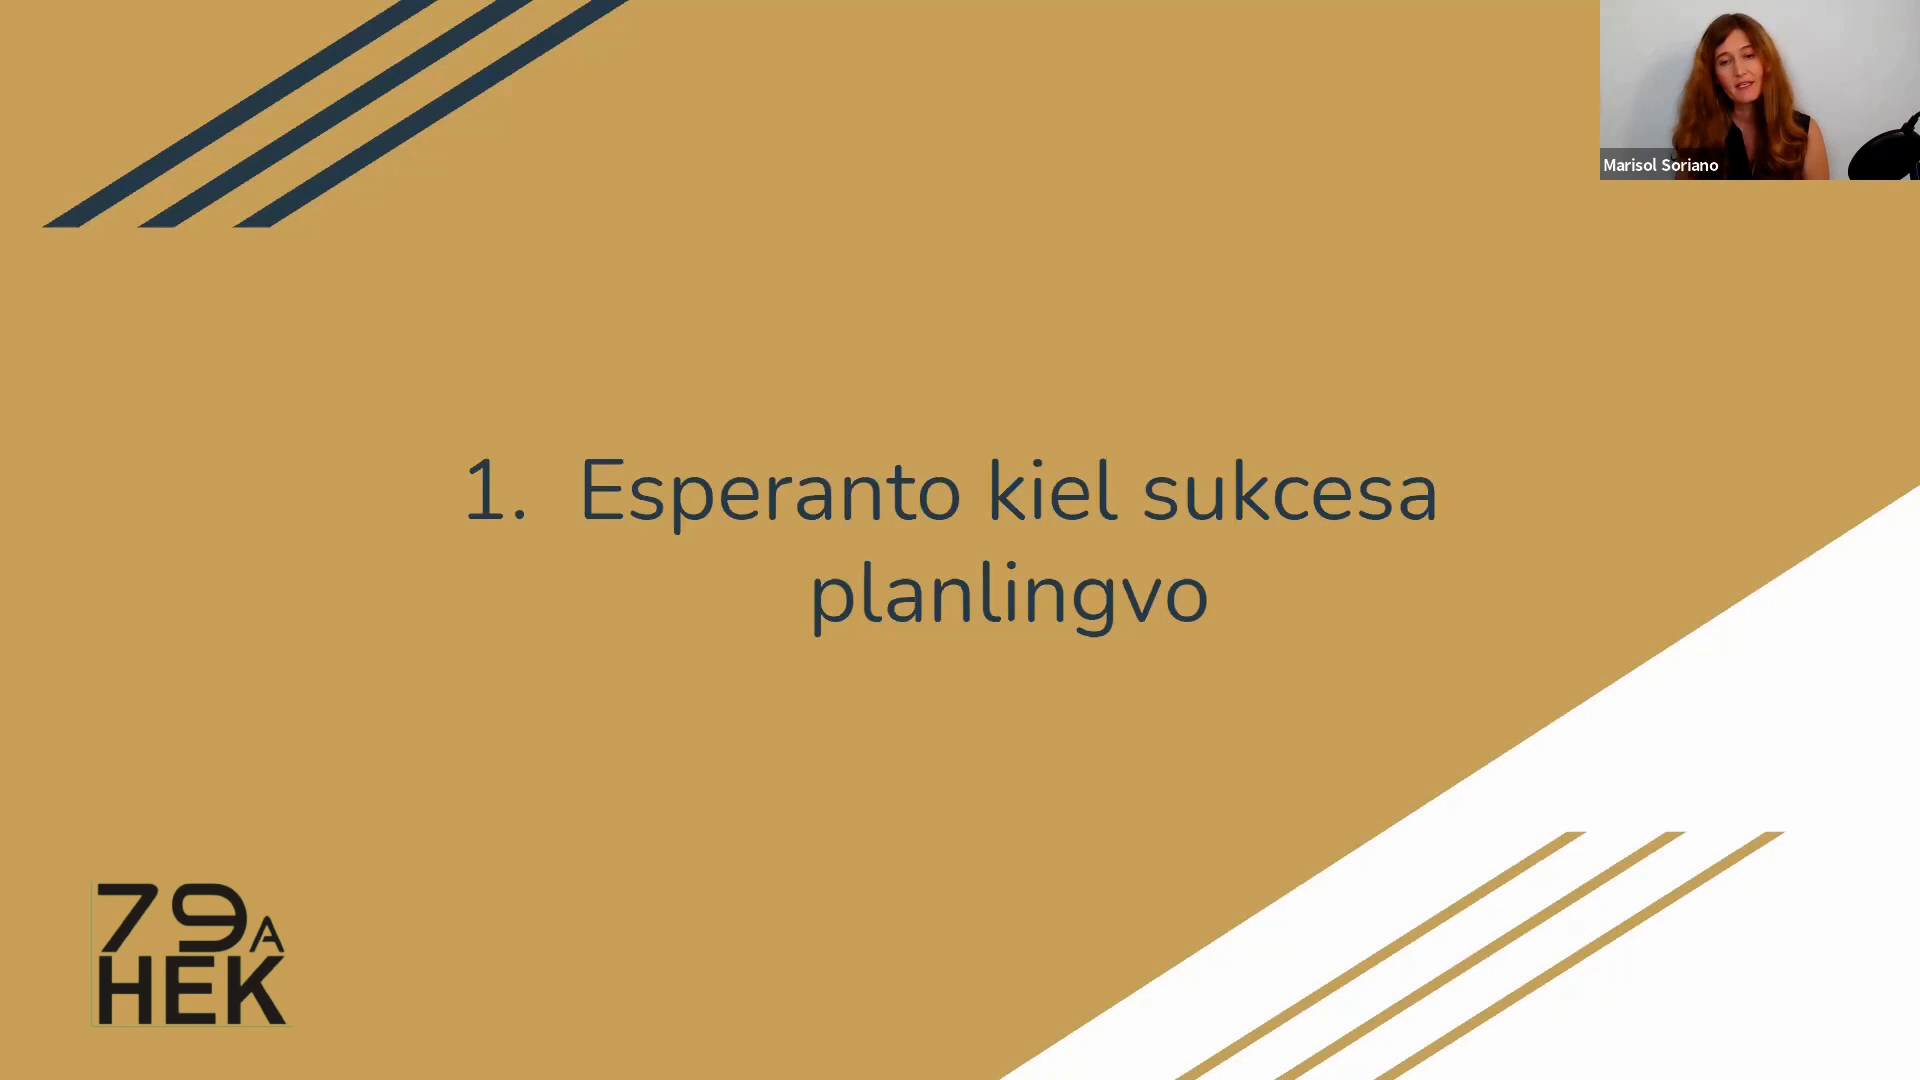 Marisol Soriano
1. Esperanto kiel sukcesa
planlingvo
79A
HEK